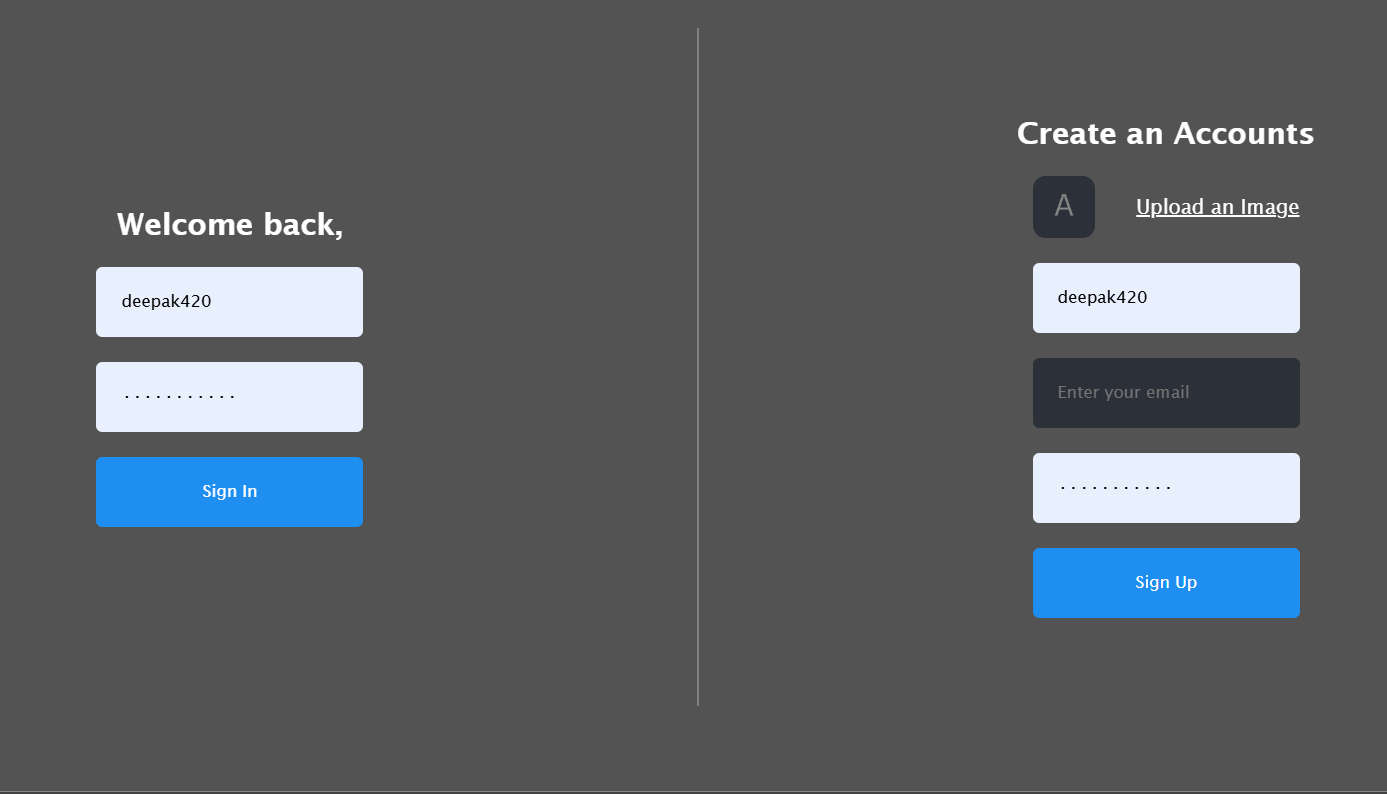 Welcome back,
deepak420
...........
Sign In
Create an Accounts
A
Upload an Image
deepak420
Enter your email
...........
Sign Up